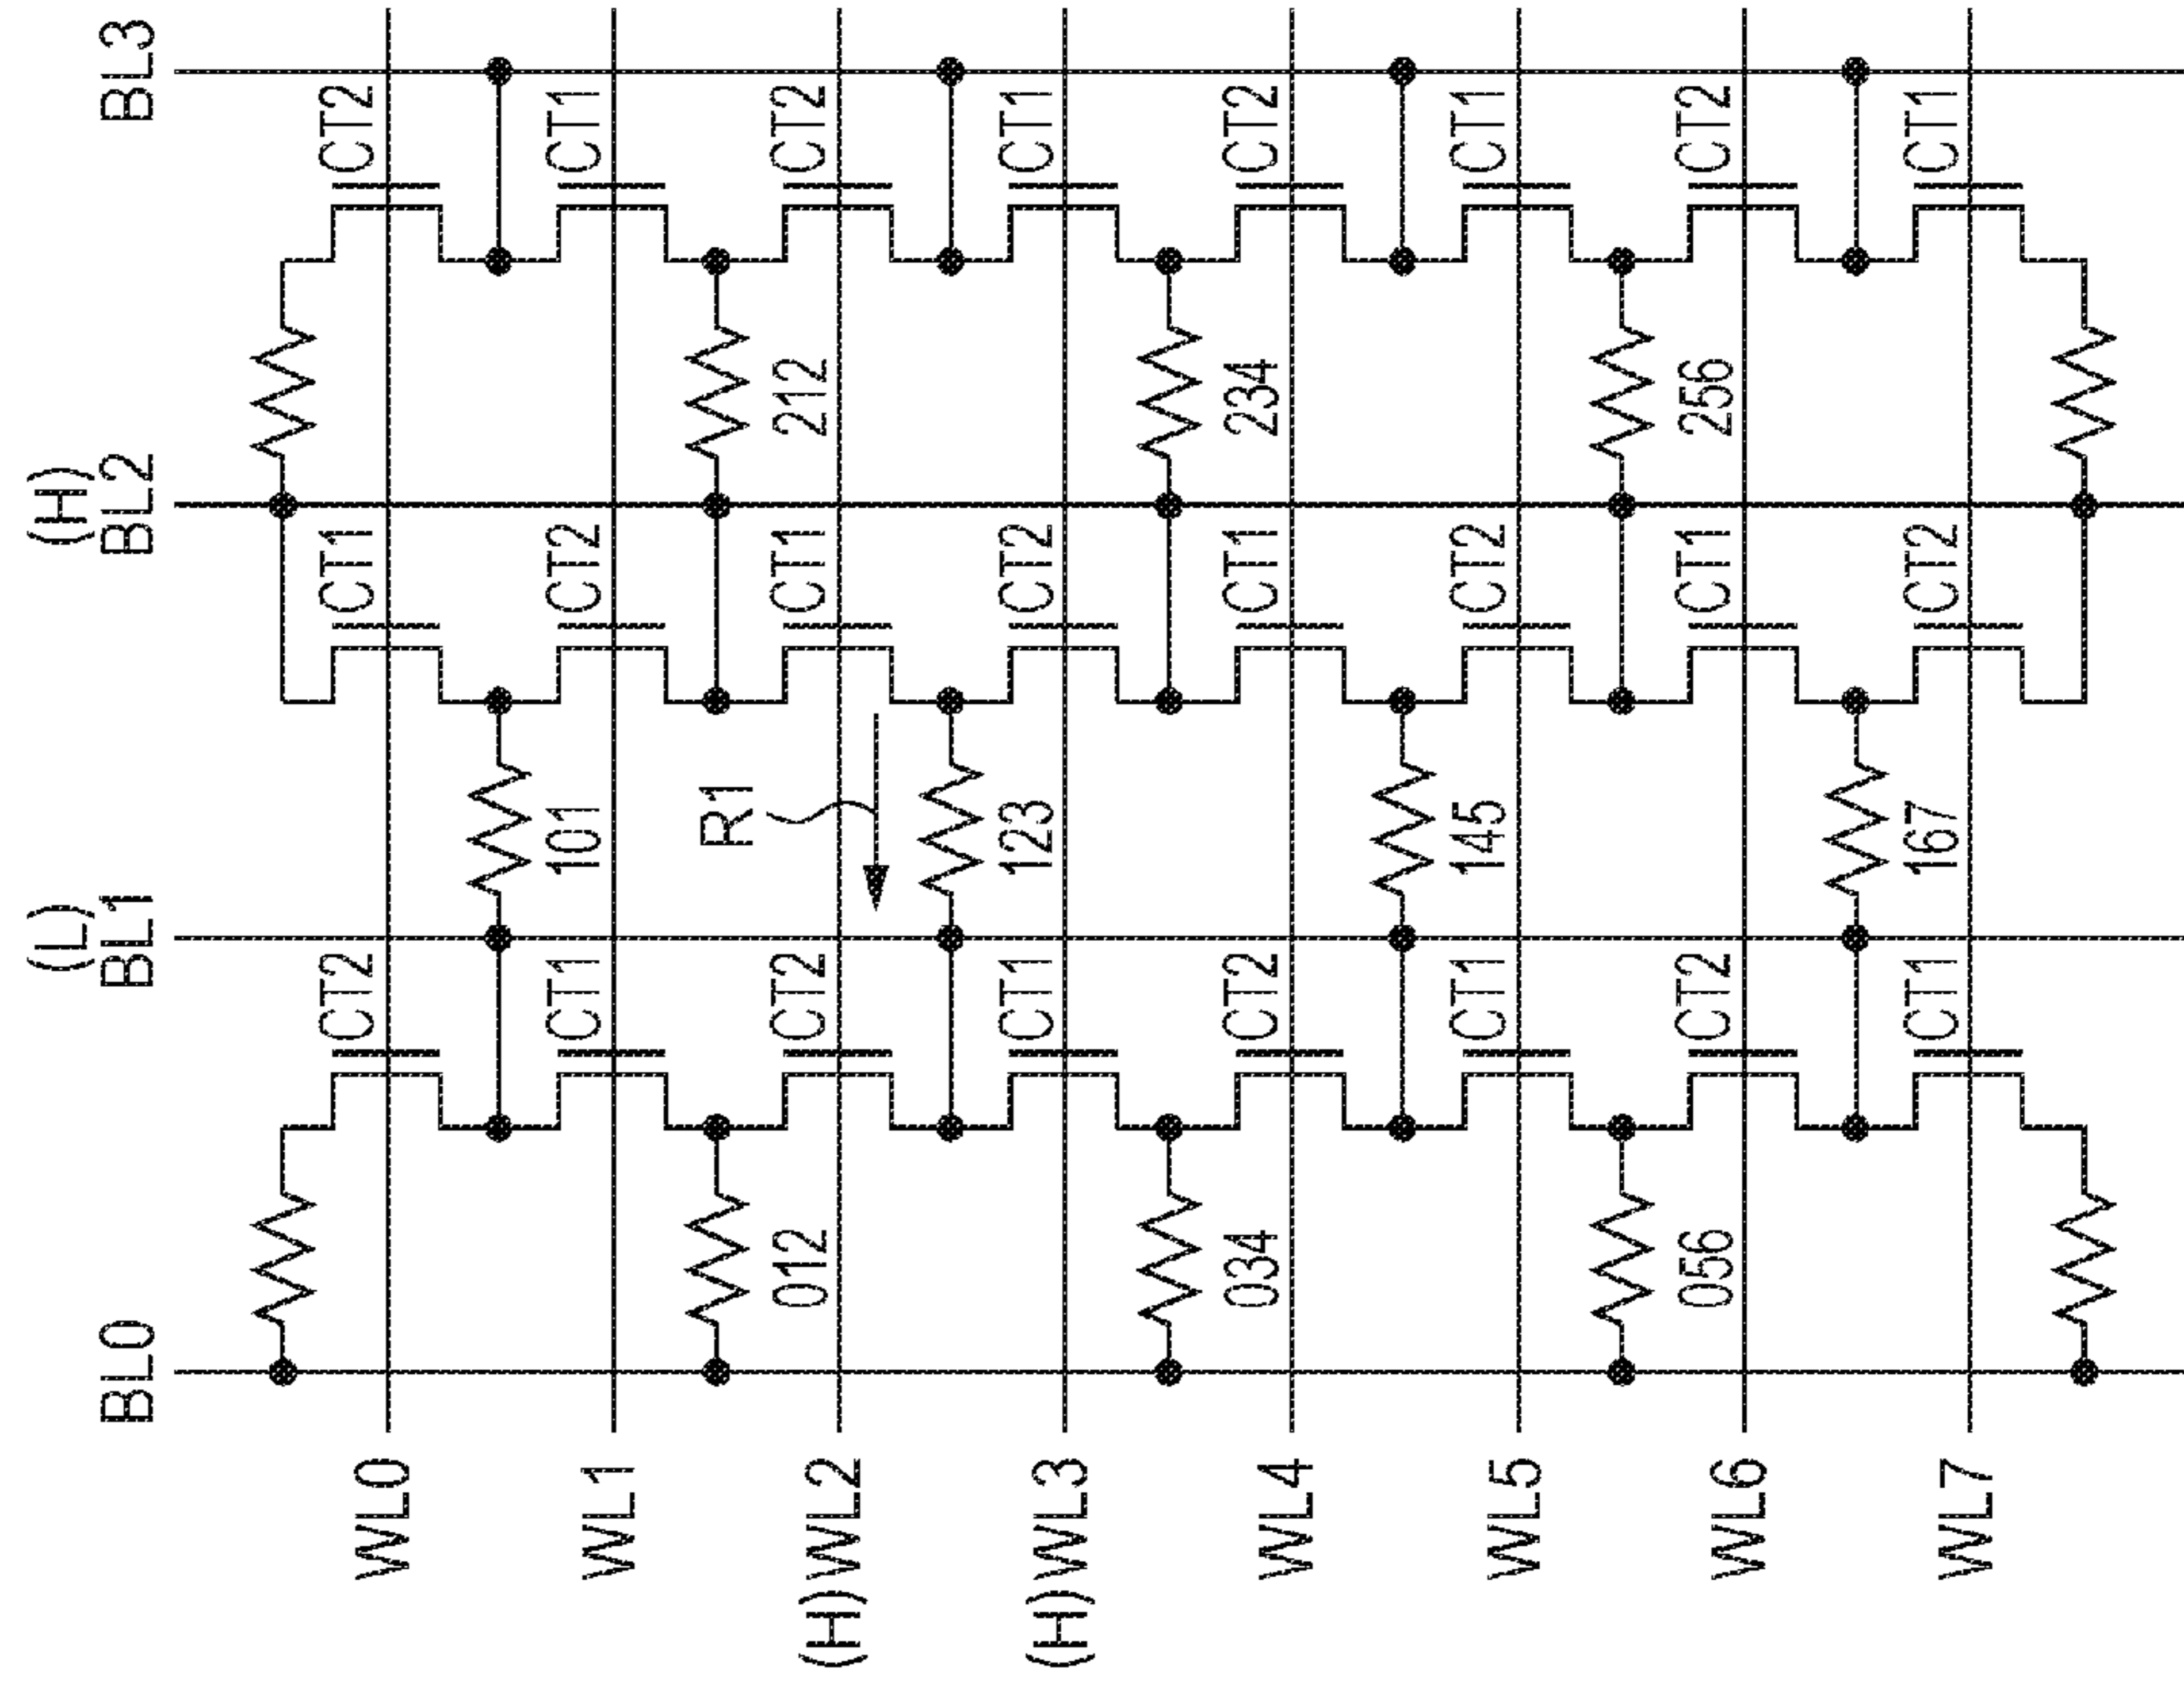 (L) (H)
BL0 BL1 BL2 BL3
WL0 CT2 CT1 CT2
101
WL1 CT1 CT2 CT1
R1
012 212
(H) WL2 CT2 CT1 CT2
123
(H) WL3 CT1 CT2 CT1
034 234
WL4 CT2 CT1 CT2
145
WL5 CT1 CT2 CT1
056 256
WL6 CT2 CT1 CT2
167
WL7 CT1 CT2 CT1